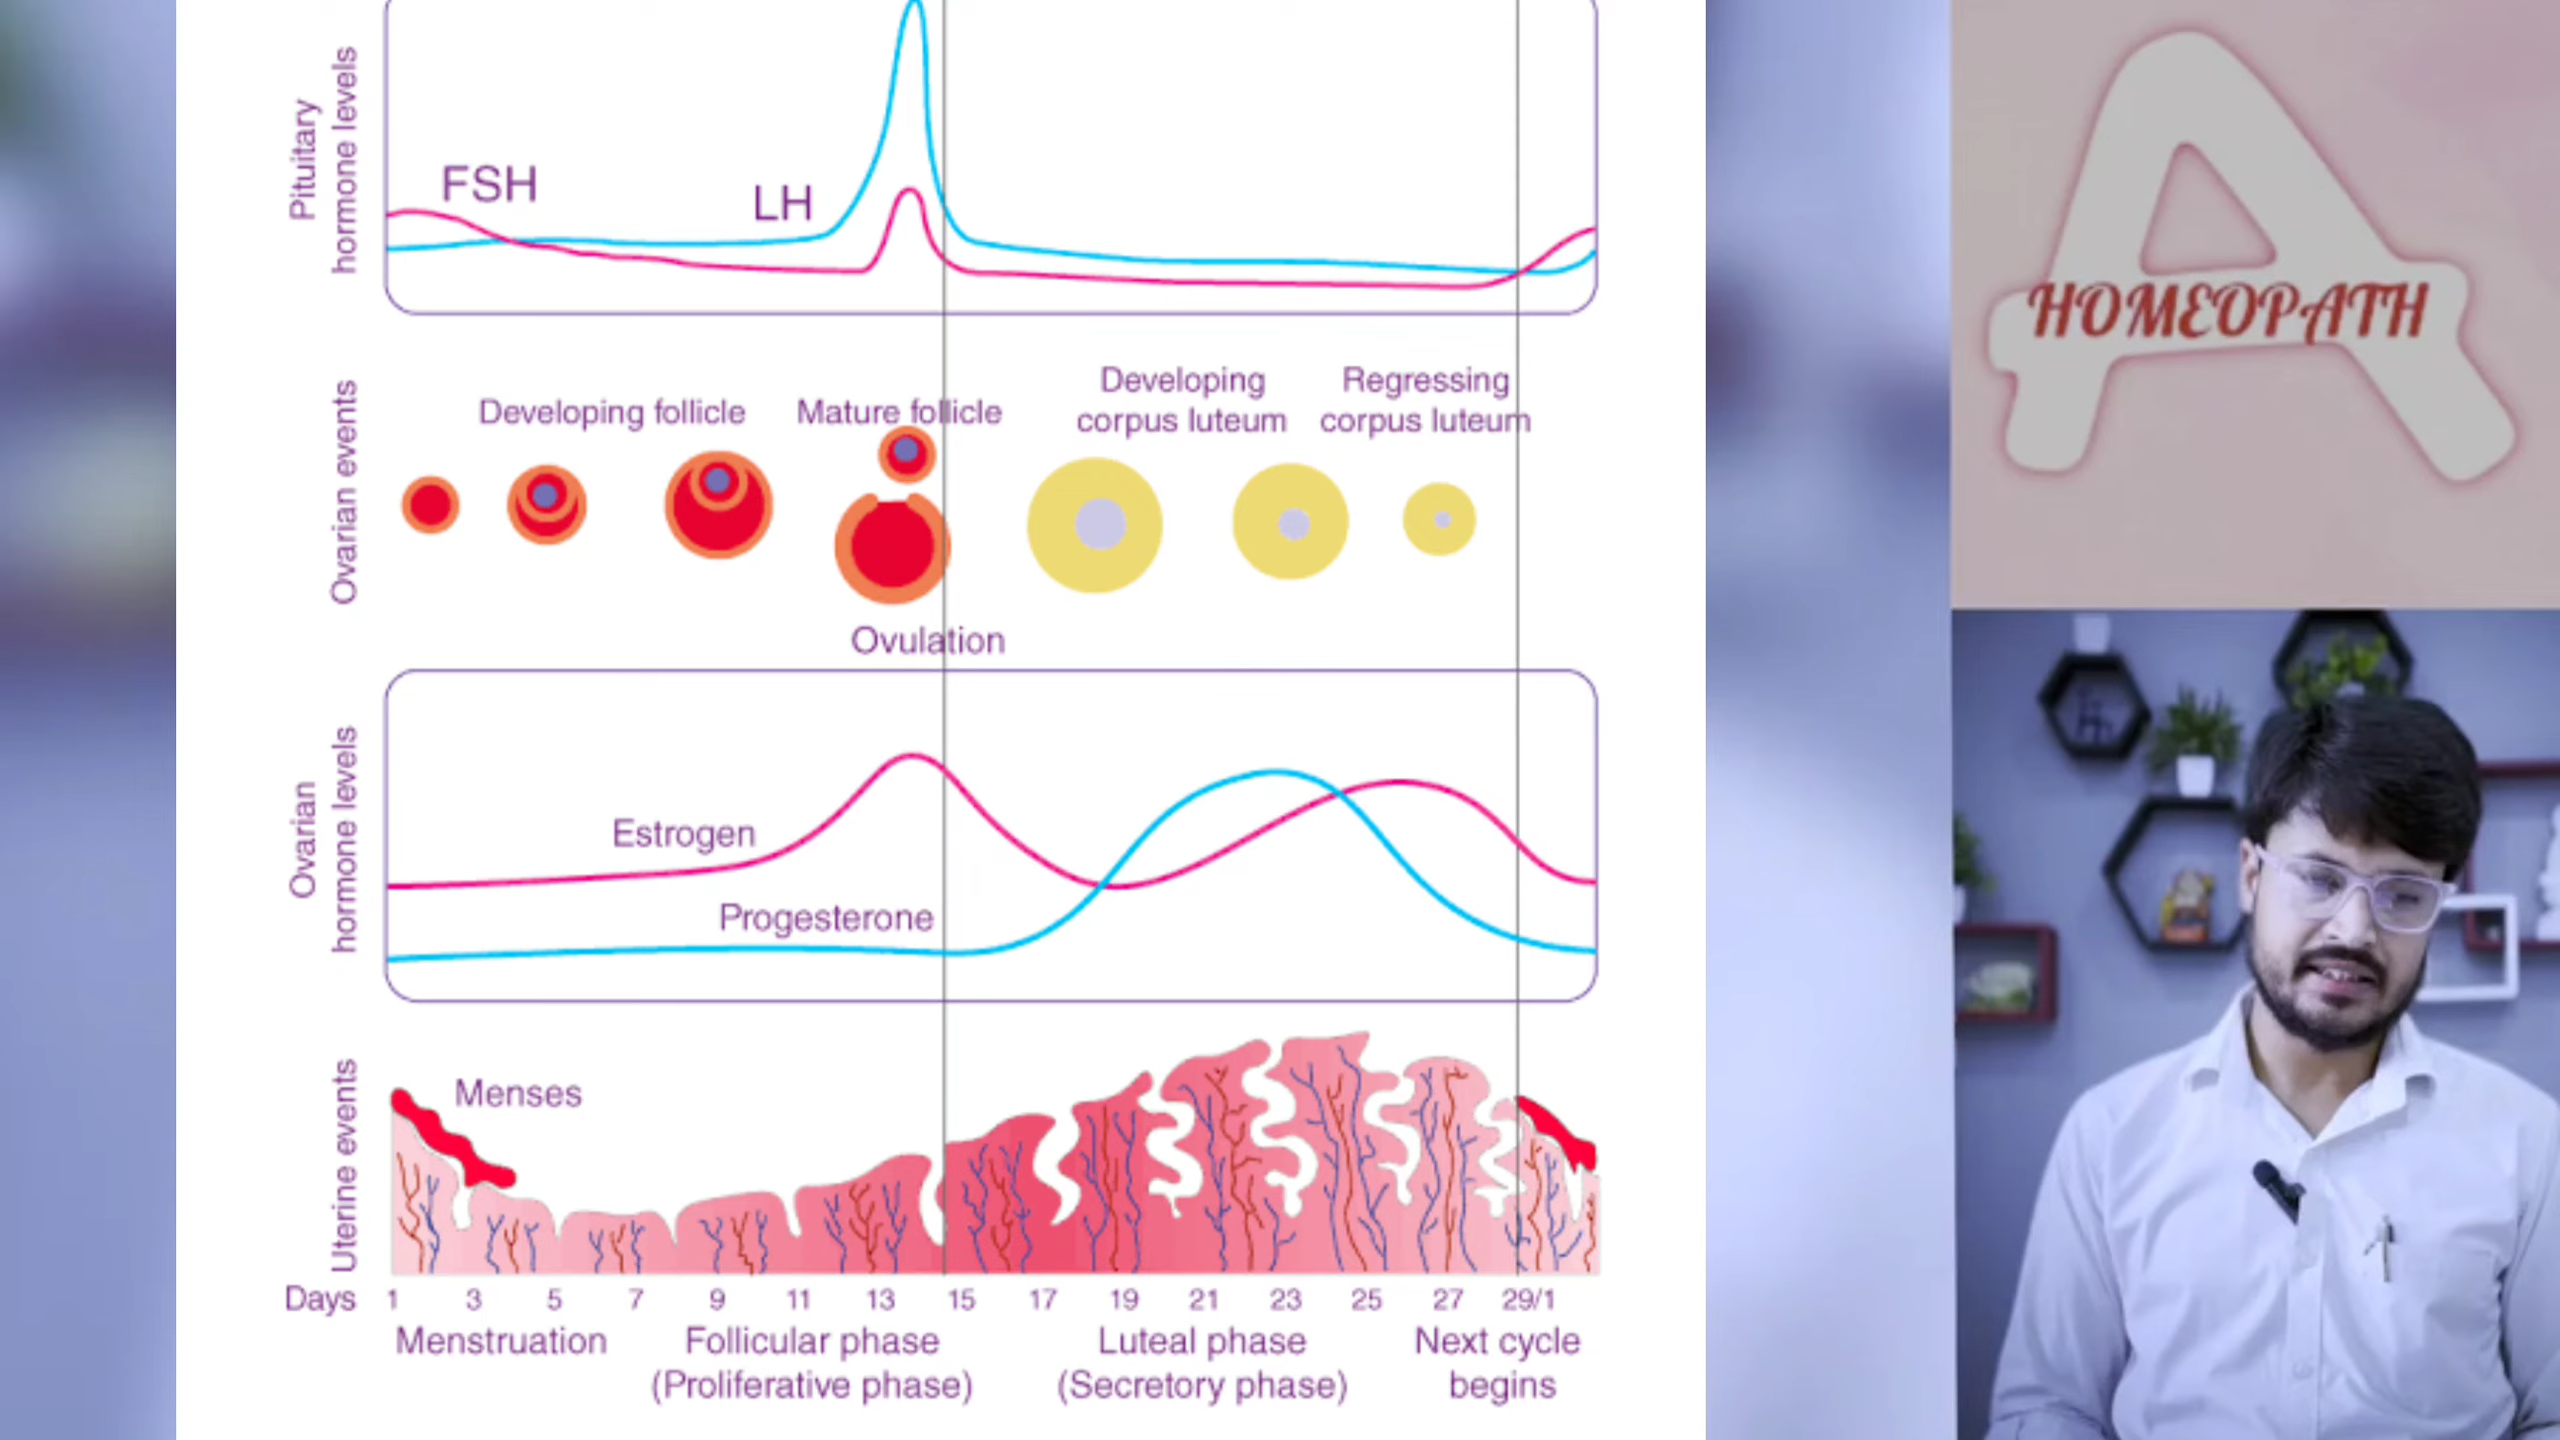 Pituitary
hormone levels
FSH
LH
Ovarian events
Developing follicle
Mature follicle
Developing
corpus luteum
Regressing
corpus luteum
Ovulation
Ovarian
hormone levels
Estrogen
Progesterone
Uterine events
Menses
Days 1 3 5 7 9 11 13 15 17 19 21 23 25 27 29/1
Menstruation
Follicular phase
(Proliferative phase)
Luteal phase
(Secretory phase)
Next cycle
begins
A
HOMEOPATH